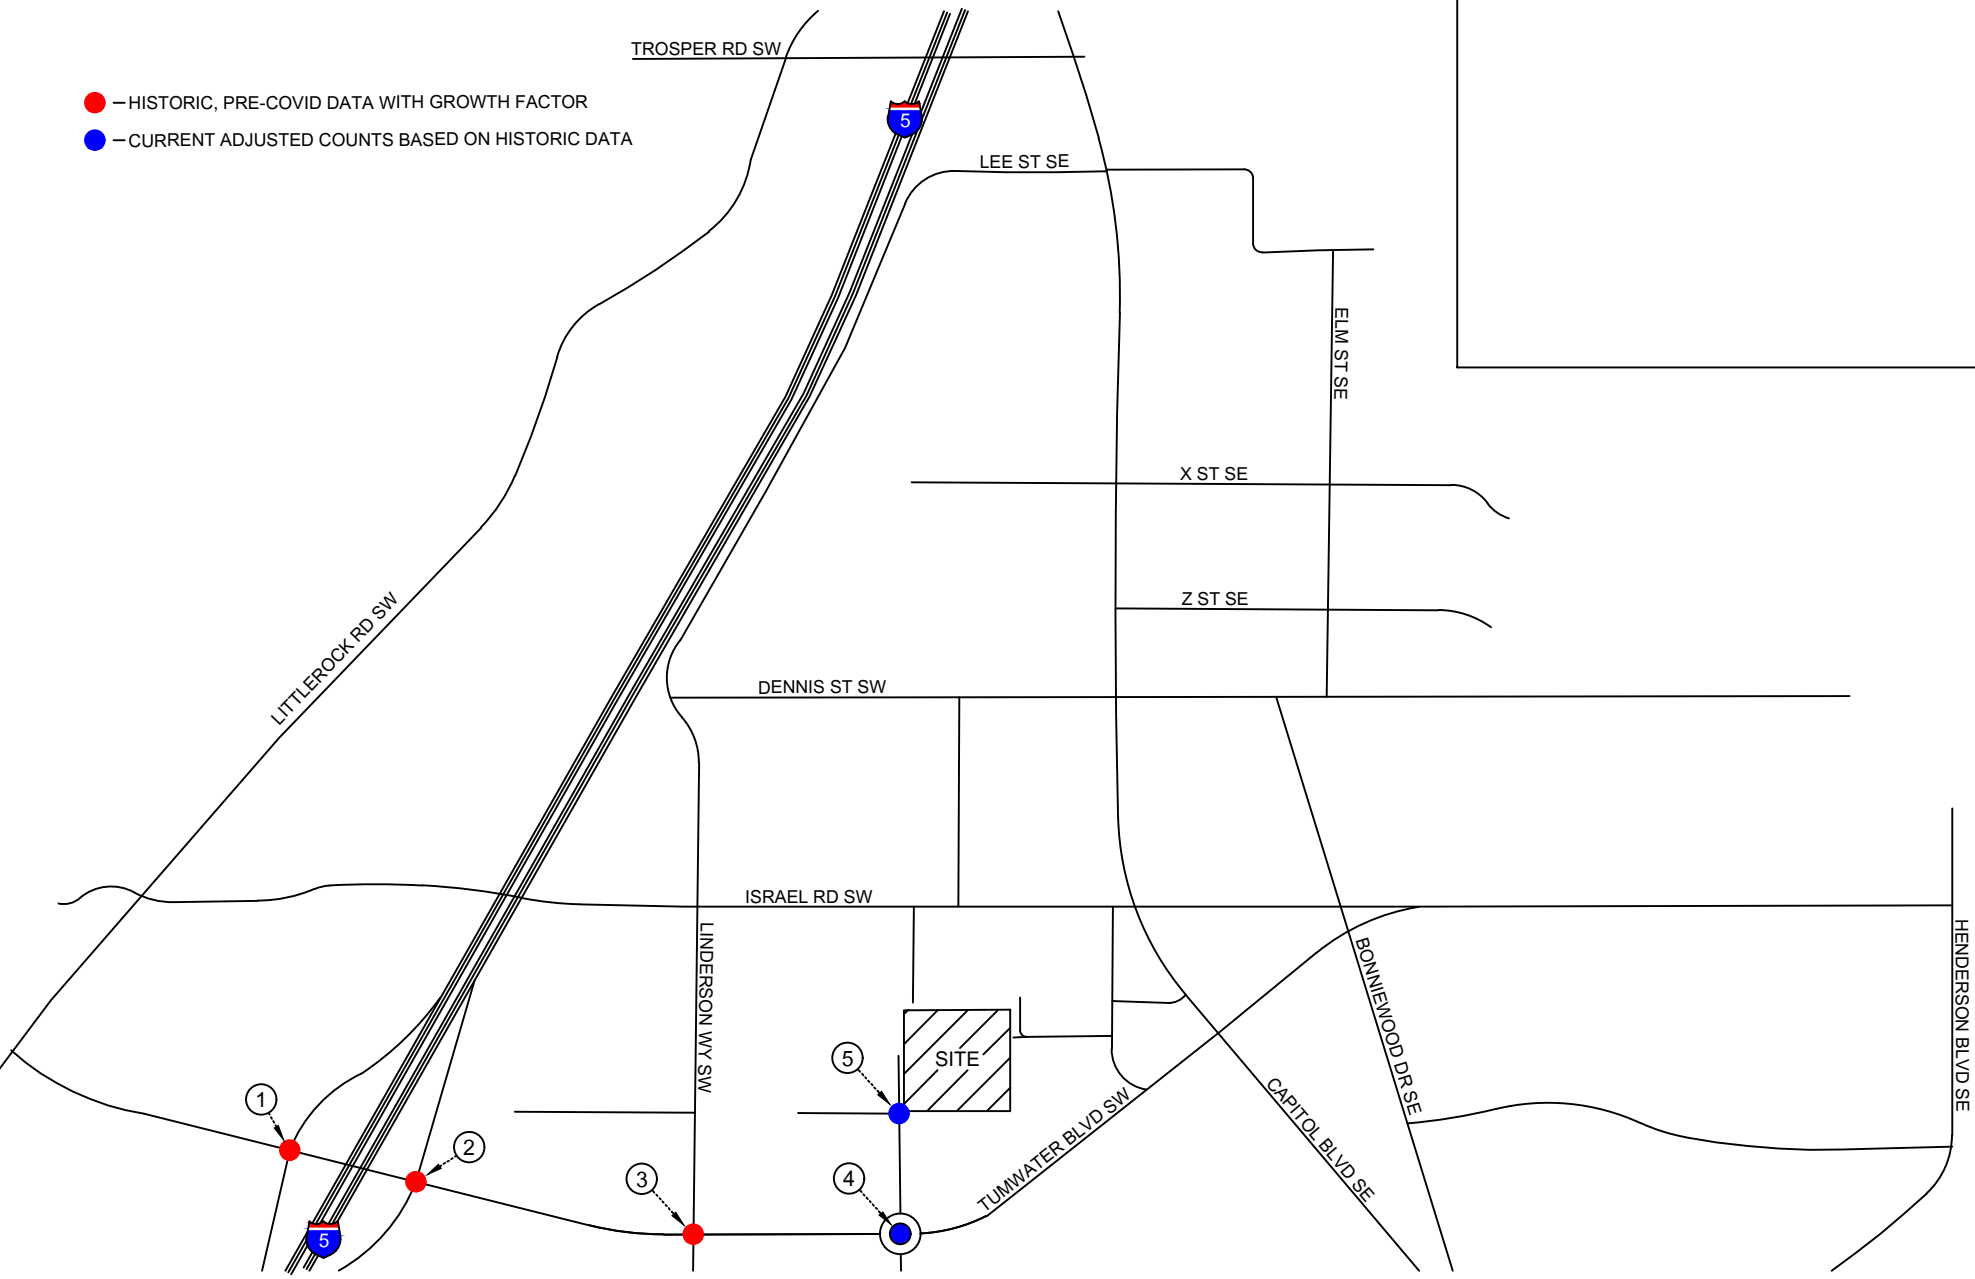 TROSPER RD SW
– HISTORIC, PRE-COVID DATA WITH GROWTH FACTOR
– CURRENT ADJUSTED COUNTS BASED ON HISTORIC DATA
5
LEE ST SE
ELM ST SE
X ST SE
Z ST SE
LITTLEROCK RD SW
DENNIS ST SW
ISRAEL RD SW
LINDERSON WY SW
BONNIEWOOD DR SE
HENDERSON BLVD SE
SITE
5
1
2
3
4
TUMWATER BLVD SW
CAPITOL BLVD SE
5